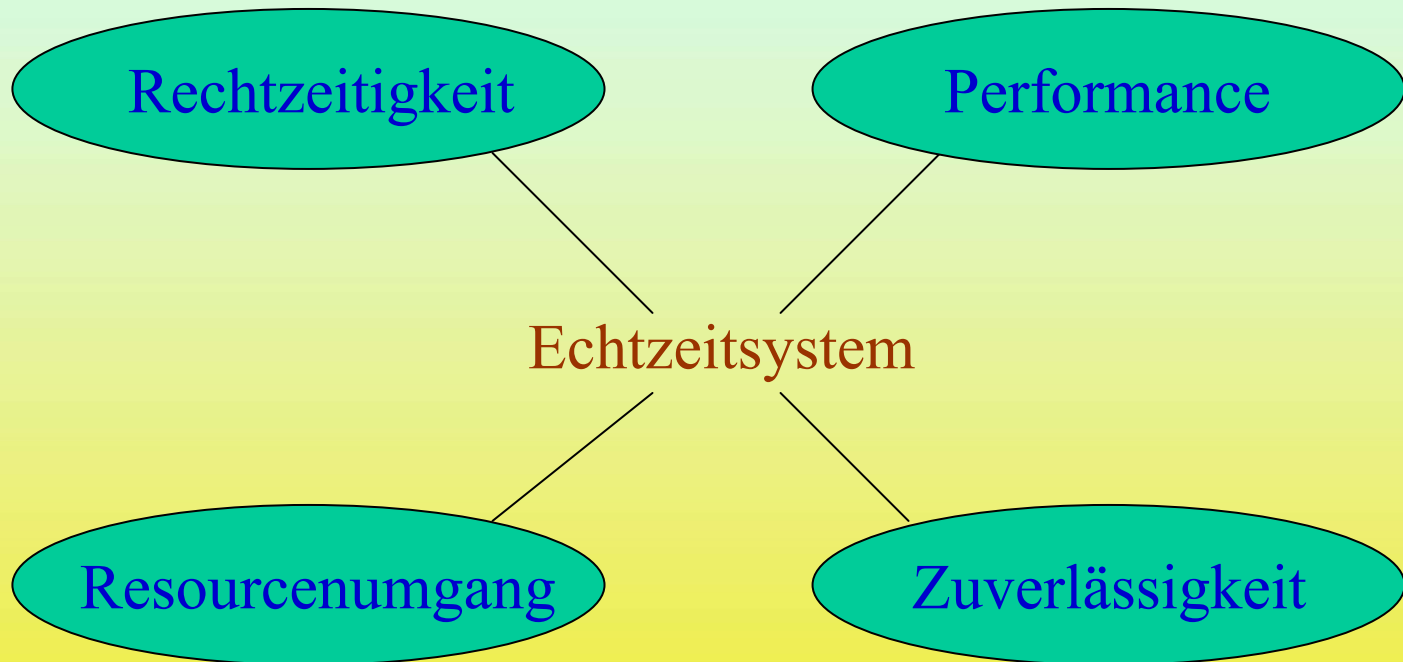 Rechtzeitigkeit
Performance
Echtzeitsystem
Resourcenumgang
Zuverlässigkeit